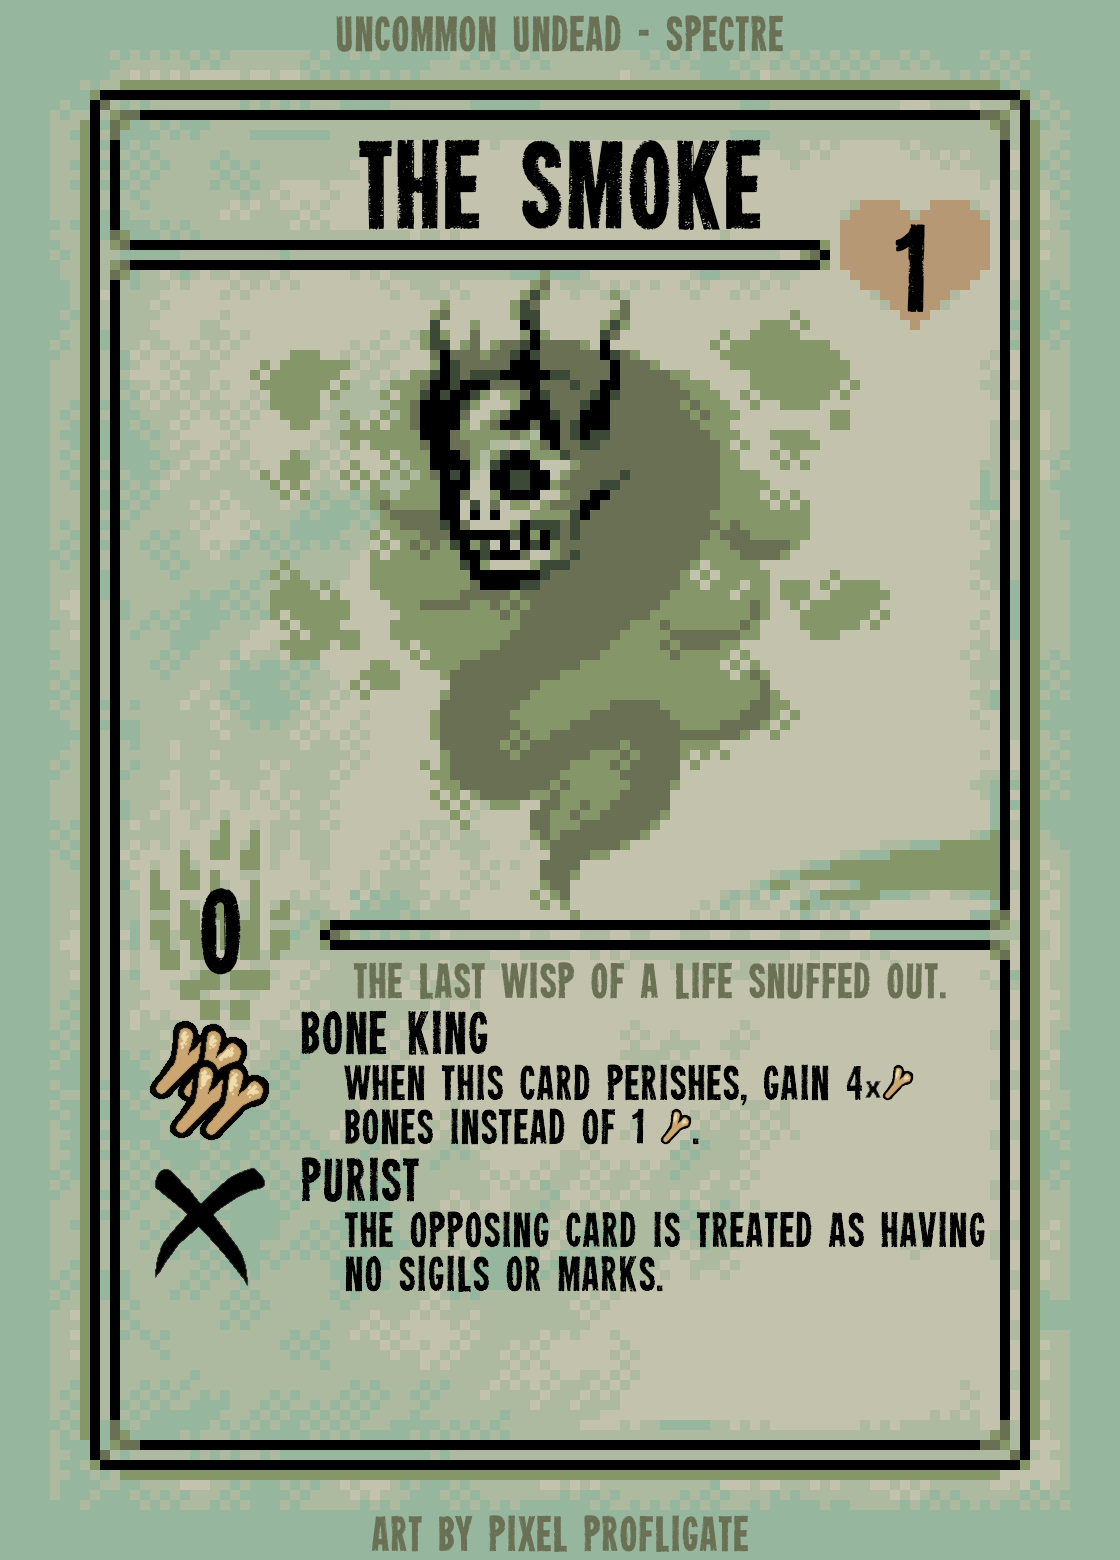 UNCOMMON UNDEAD - SPECTRE
THE SMOKE
1
0
THE LAST WISP OF A LIFE SNUFFED OUT.
BONE KING
WHEN THIS CARD PERISHES, GAIN 4x
BONES INSTEAD OF 1 .
PURIST
THE OPPOSING CARD IS TREATED AS HAVING
NO SIGILS OR MARKS.
ART BY PIXEL PROFLIGATE